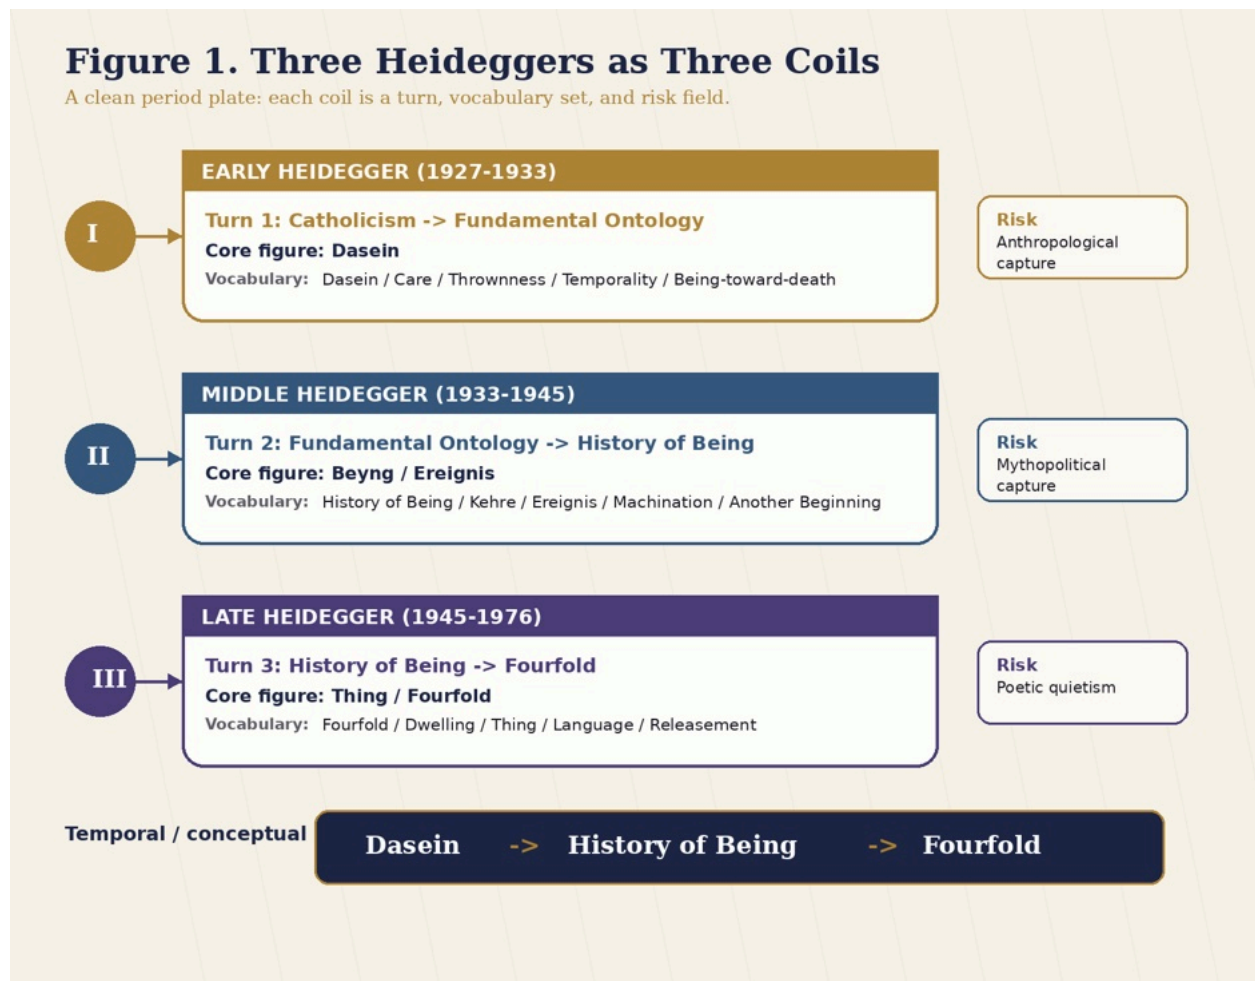 Figure 1. Three Heideggers as Three Coils
A clean period plate: each coil is a turn, vocabulary set, and risk field.
EARLY HEIDEGGER (1927-1933)
I
Turn 1: Catholicism -> Fundamental Ontology
Core figure: Dasein
Vocabulary: Dasein / Care / Thrownness / Temporality / Being-toward-death
Risk
Anthropological
capture
MIDDLE HEIDEGGER (1933-1945)
II
Turn 2: Fundamental Ontology -> History of Being
Core figure: Beyng / Ereignis
Vocabulary: History of Being / Kehre / Ereignis / Machination / Another Beginning
Risk
Mythopolitical
capture
LATE HEIDEGGER (1945-1976)
III
Turn 3: History of Being -> Fourfold
Core figure: Thing / Fourfold
Vocabulary: Fourfold / Dwelling / Thing / Language / Releasement
Risk
Poetic quietism
Temporal / conceptual
Dasein -> History of Being -> Fourfold